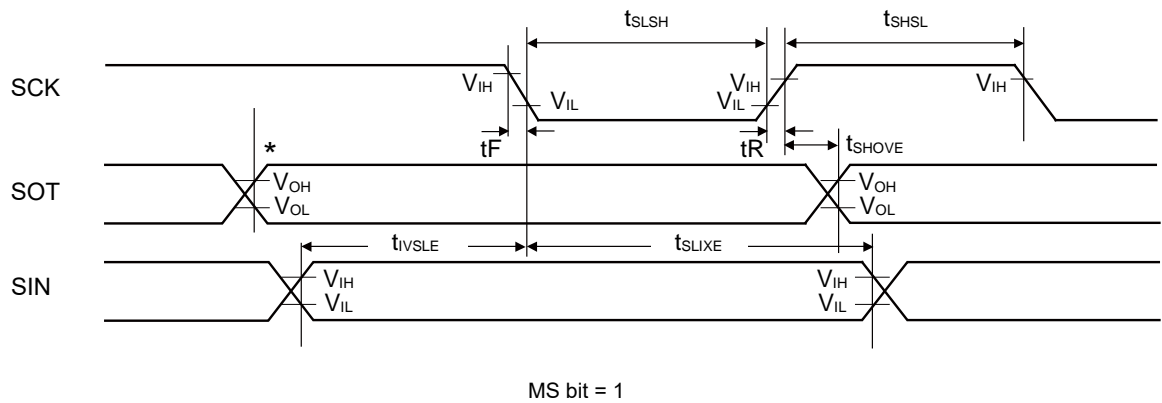 tSLSH
tSHSL
SCK
VIH
VIL
VIH
VIL
VIH
tF
tR
tSHOVE
*
SOT
VOH
VOL
VOH
VOL
tIVSLE
tSLIXE
SIN
VIH
VIL
VIH
VIL
MS bit = 1